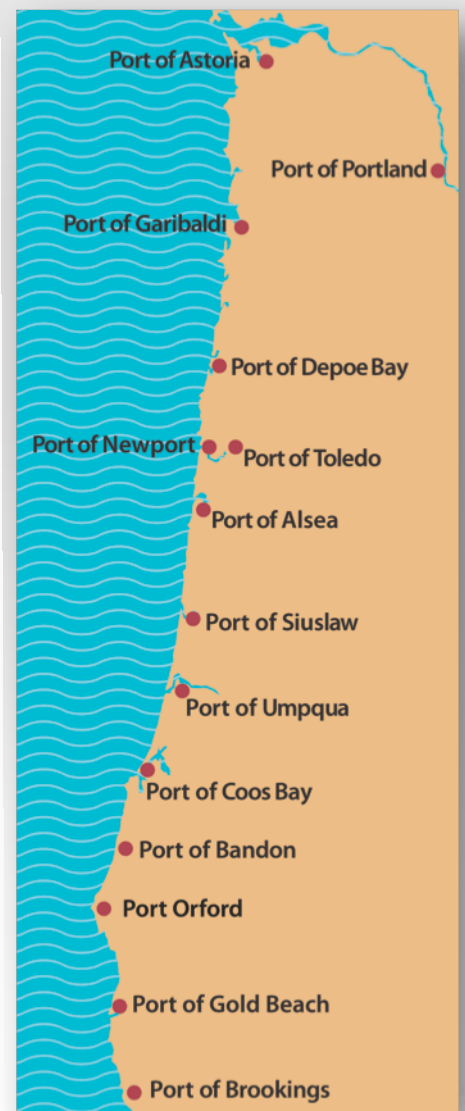 Port of Astoria
Port of Portland
Port of Garibaldi
Port of Depoe Bay
Port of Newport
Port of Toledo
Port of Alsea
Port of Siuslaw
Port of Umpqua
Port of Coos Bay
Port of Bandon
Port Orford
Port of Gold Beach
Port of Brookings